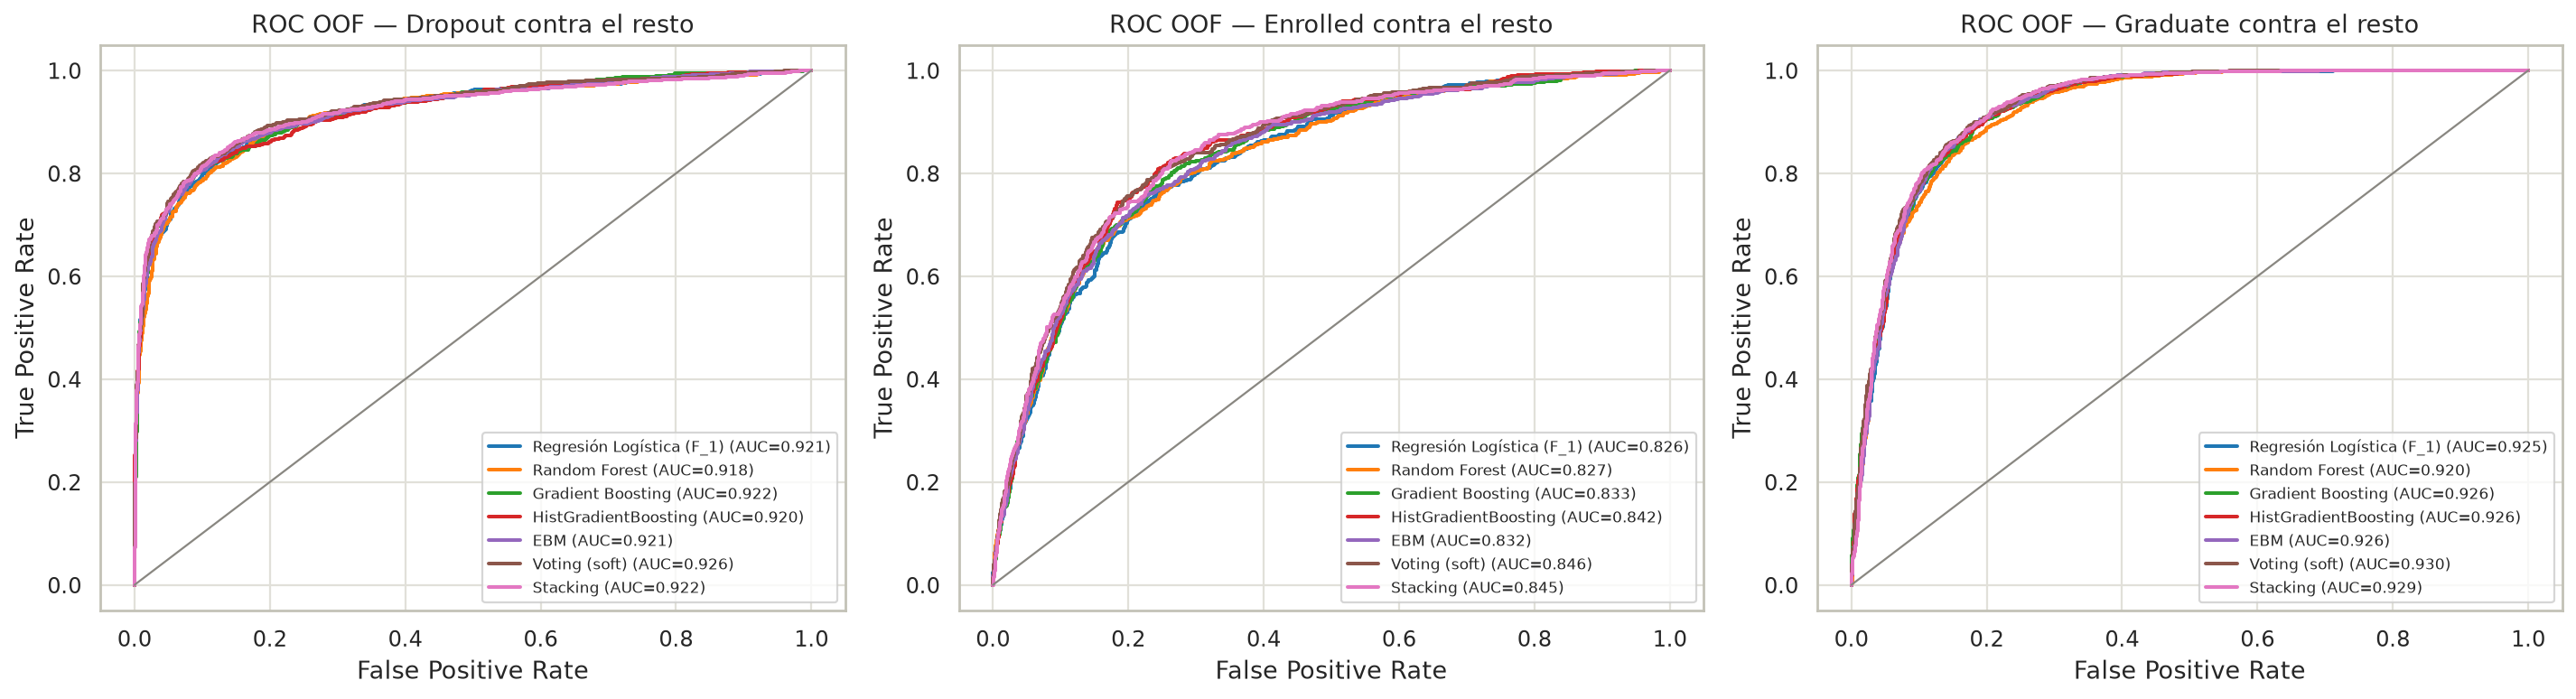 ROC OOF — Dropout contra el resto
True Positive Rate
1.0
0.8
0.6
0.4
0.2
0.0
Regresión Logística (F_1) (AUC=0.921)
Random Forest (AUC=0.918)
Gradient Boosting (AUC=0.922)
HistGradientBoosting (AUC=0.920)
EBM (AUC=0.921)
Voting (soft) (AUC=0.926)
Stacking (AUC=0.922)
0.0 0.2 0.4 0.6 0.8 1.0
False Positive Rate
ROC OOF — Enrolled contra el resto
True Positive Rate
1.0
0.8
0.6
0.4
0.2
0.0
Regresión Logística (F_1) (AUC=0.826)
Random Forest (AUC=0.827)
Gradient Boosting (AUC=0.833)
HistGradientBoosting (AUC=0.842)
EBM (AUC=0.832)
Voting (soft) (AUC=0.846)
Stacking (AUC=0.845)
0.0 0.2 0.4 0.6 0.8 1.0
False Positive Rate
ROC OOF — Graduate contra el resto
True Positive Rate
1.0
0.8
0.6
0.4
0.2
0.0
Regresión Logística (F_1) (AUC=0.925)
Random Forest (AUC=0.920)
Gradient Boosting (AUC=0.926)
HistGradientBoosting (AUC=0.926)
EBM (AUC=0.926)
Voting (soft) (AUC=0.930)
Stacking (AUC=0.929)
0.0 0.2 0.4 0.6 0.8 1.0
False Positive Rate